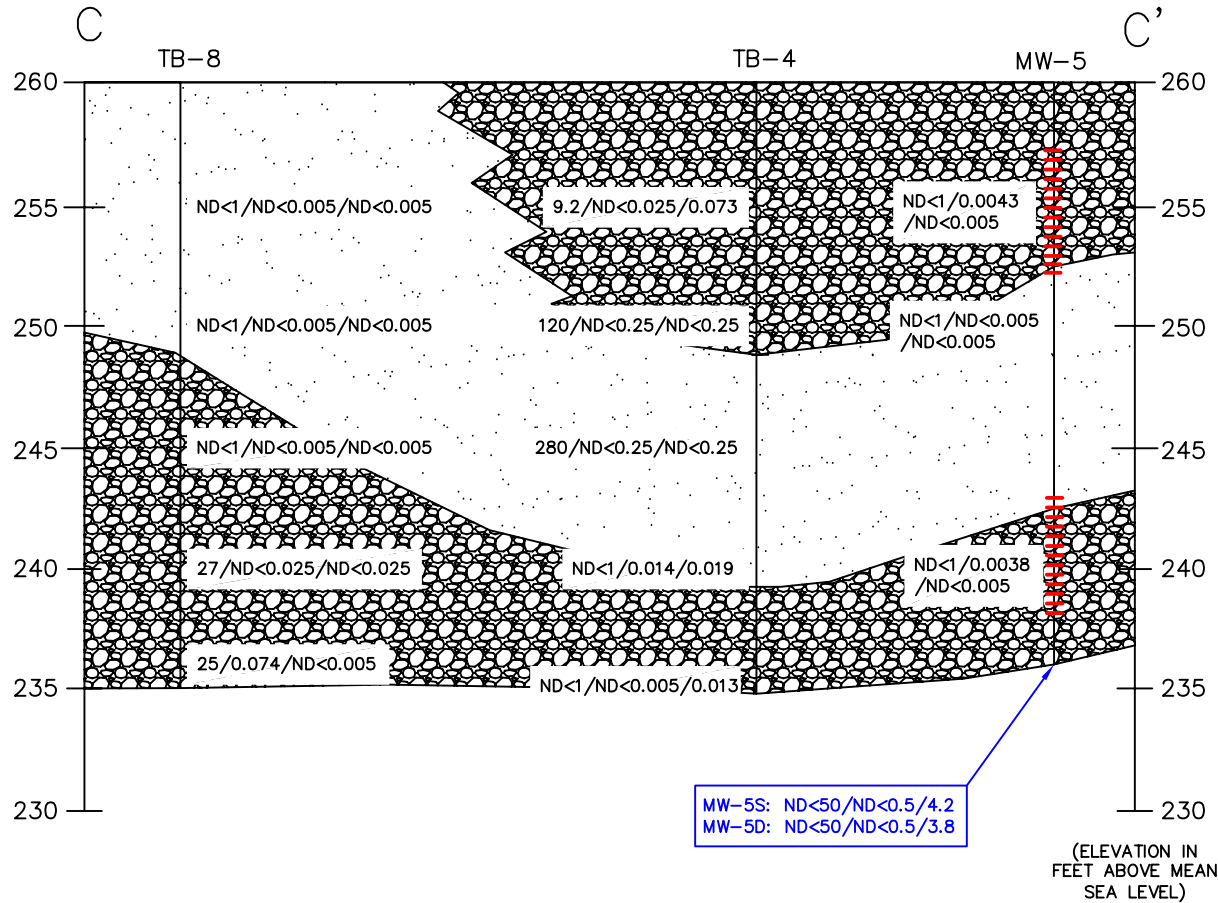 C
C'
TB-8
TB-4
MW-5
260
260
255
ND<1/ND<0.005/ND<0.005
9.2/ND<0.025/0.073
ND<1/0.0043
/ND<0.005
255
250
ND<1/ND<0.005/ND<0.005
120/ND<0.25/ND<0.25
ND<1/ND<0.005
/ND<0.005
250
245
ND<1/ND<0.005/ND<0.005
280/ND<0.25/ND<0.25
245
240
27/ND<0.025/ND<0.025
ND<1/0.014/0.019
ND<1/0.0038
/ND<0.005
240
235
25/0.074/ND<0.005
ND<1/ND<0.005/0.013
235
230
MW-5S: ND<50/ND<0.5/4.2
MW-5D: ND<50/ND<0.5/3.8
230
(ELEVATION IN
FEET ABOVE MEAN
SEA LEVEL)